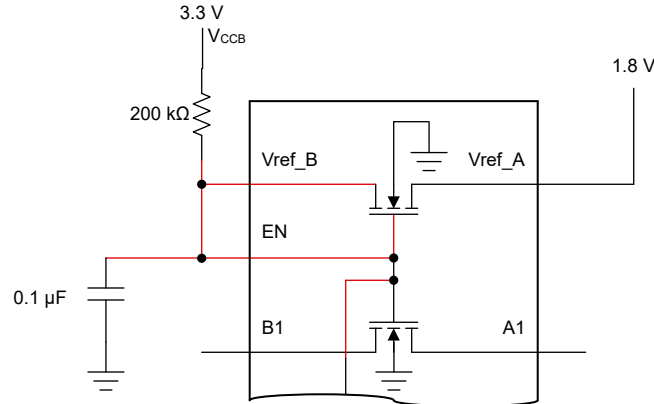 3.3 V
VCCB
1.8 V
200 kΩ
Vref_B
Vref_A
EN
0.1 µF
B1
A1